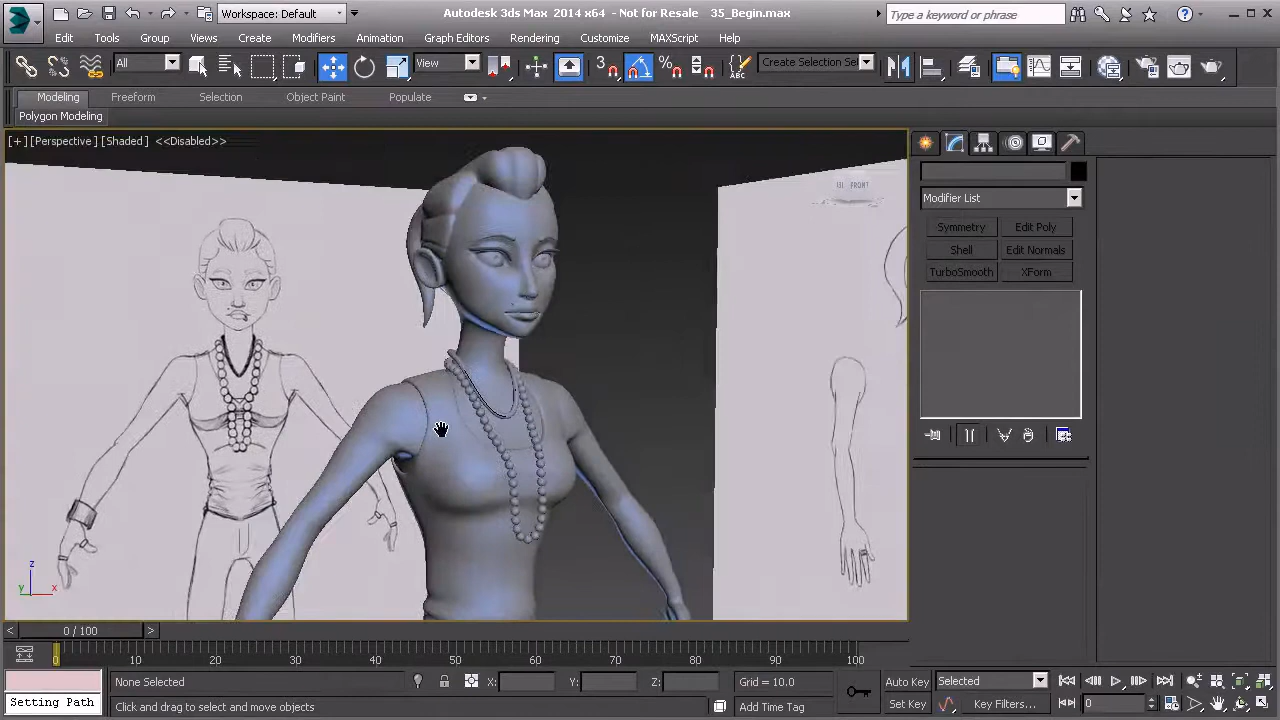 Workspace: Default
Autodesk 3ds Max 2014 x64 - Not for Resale 35_Begin.max
Type a keyword or phrase
Edit Tools Group Views Create Modifiers Animation Graph Editors Rendering Customize MAXScript Help
All View 3 Create Selection Se
Modeling Freeform Selection Object Paint Populate
Polygon Modeling
[+] [Perspective] [Shaded] <<Disabled>>
FRONT
Modifier List
Symmetry Edit Poly
Shell Edit Normals
TurboSmooth XForm
z
y x
< 0 / 100 >
0 10 20 30 40 50 60 70 80 90 100
None Selected X: Y: Z: Grid = 10.0 Auto Key Selected
Setting Path Click and drag to select and move objects Add Time Tag Set Key Key Filters... 0